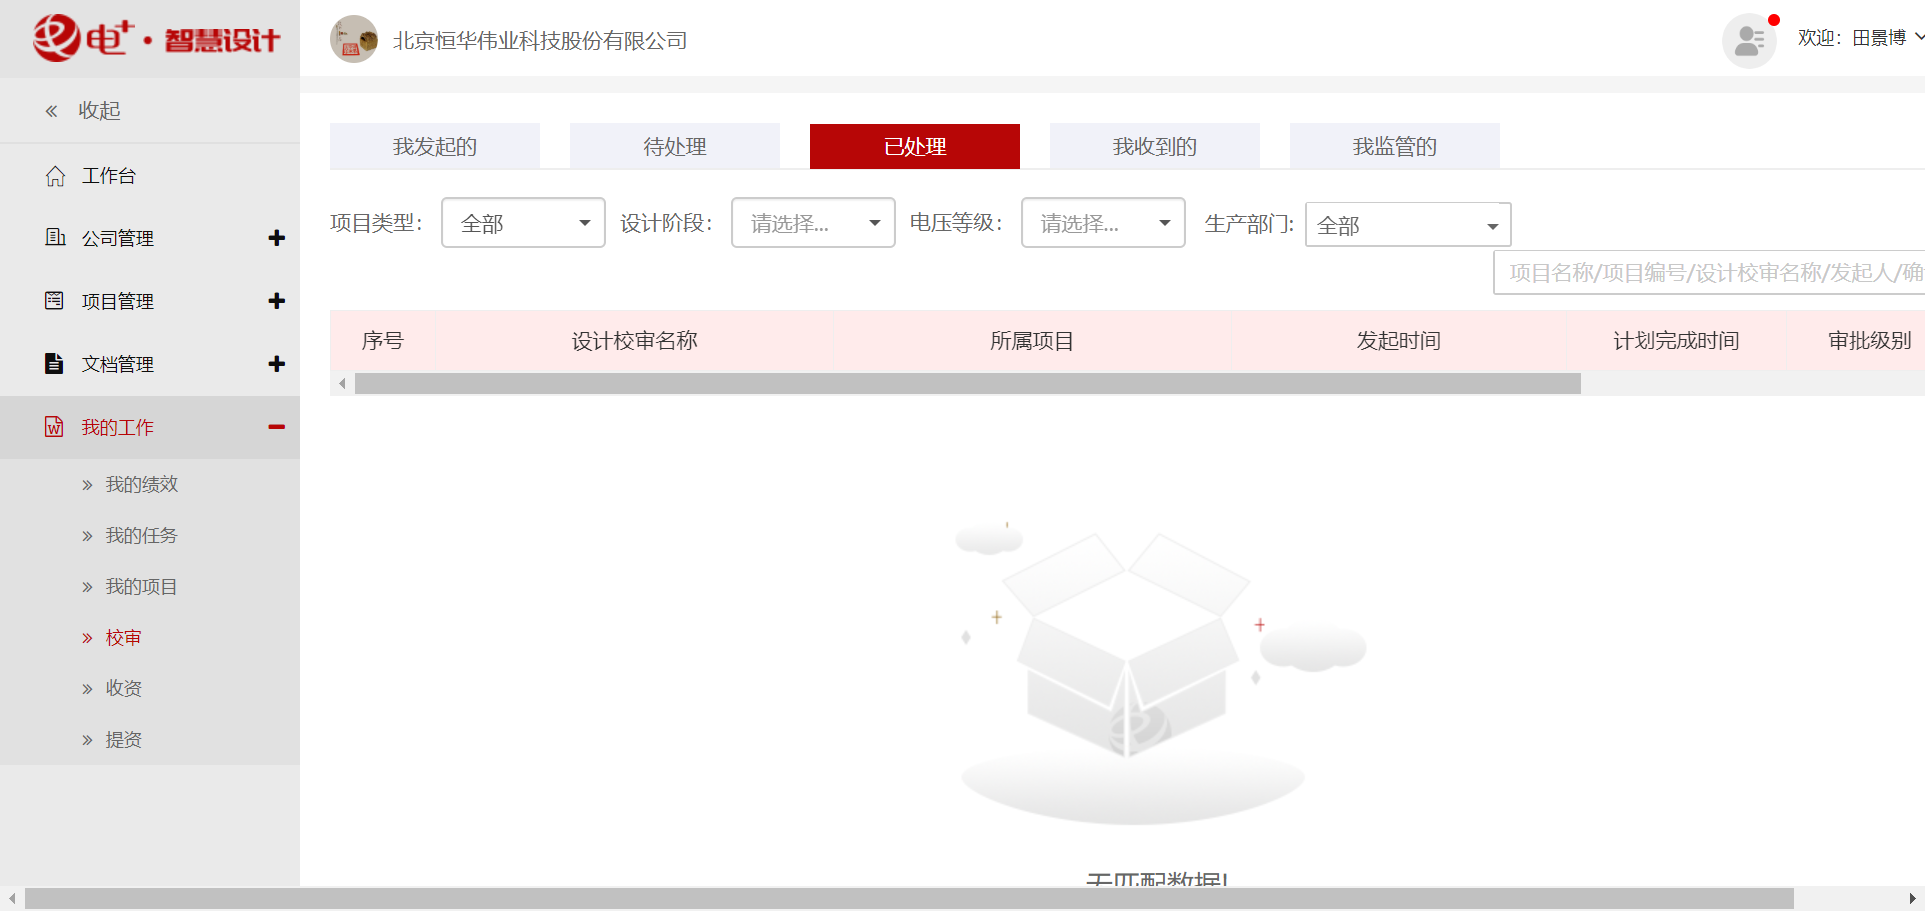 电+·智慧设计
北京恒华伟业科技股份有限公司
欢迎：田景博
收起
工作台
公司管理
项目管理
文档管理
我的工作
我的绩效
我的任务
我的项目
校审
收资
提资
我发起的
待处理
已处理
我收到的
我监管的
项目类型： 全部
设计阶段： 请选择...
电压等级： 请选择...
生产部门: 全部
项目名称/项目编号/设计校审名称/发起人/确
序号 设计校审名称 所属项目 发起时间 计划完成时间 审批级别
无匹配数据!